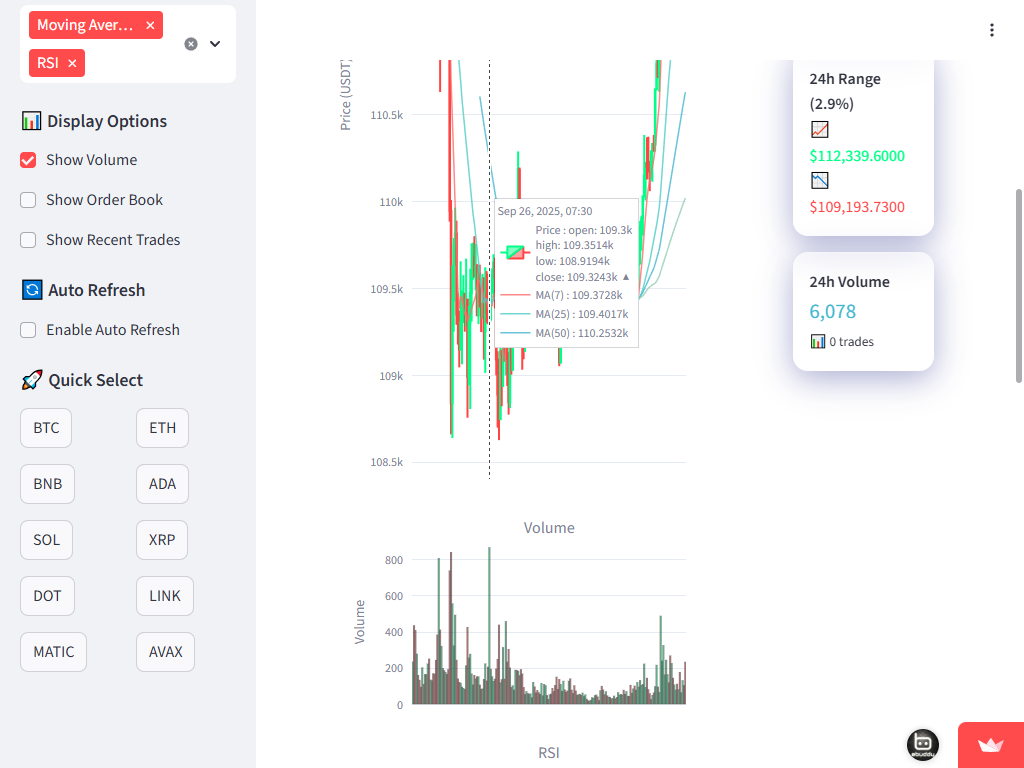 Moving Aver... ×
RSI ×
Display Options
Show Volume
Show Order Book
Show Recent Trades
Auto Refresh
Enable Auto Refresh
Quick Select
BTC
ETH
BNB
ADA
SOL
XRP
DOT
LINK
MATIC
AVAX
Price (USDT)
110.5k
110k
109.5k
109k
108.5k
Sep 26, 2025, 07:30
Price : open: 109.3k
high: 109.3514k
low: 108.9194k
close: 109.3243k ▲
MA(7) : 109.3728k
MA(25) : 109.4017k
MA(50) : 110.2532k
Volume
Volume
800
600
400
200
0
RSI
24h Range
(2.9%)
$112,339.6000
$109,193.7300
24h Volume
6,078
0 trades